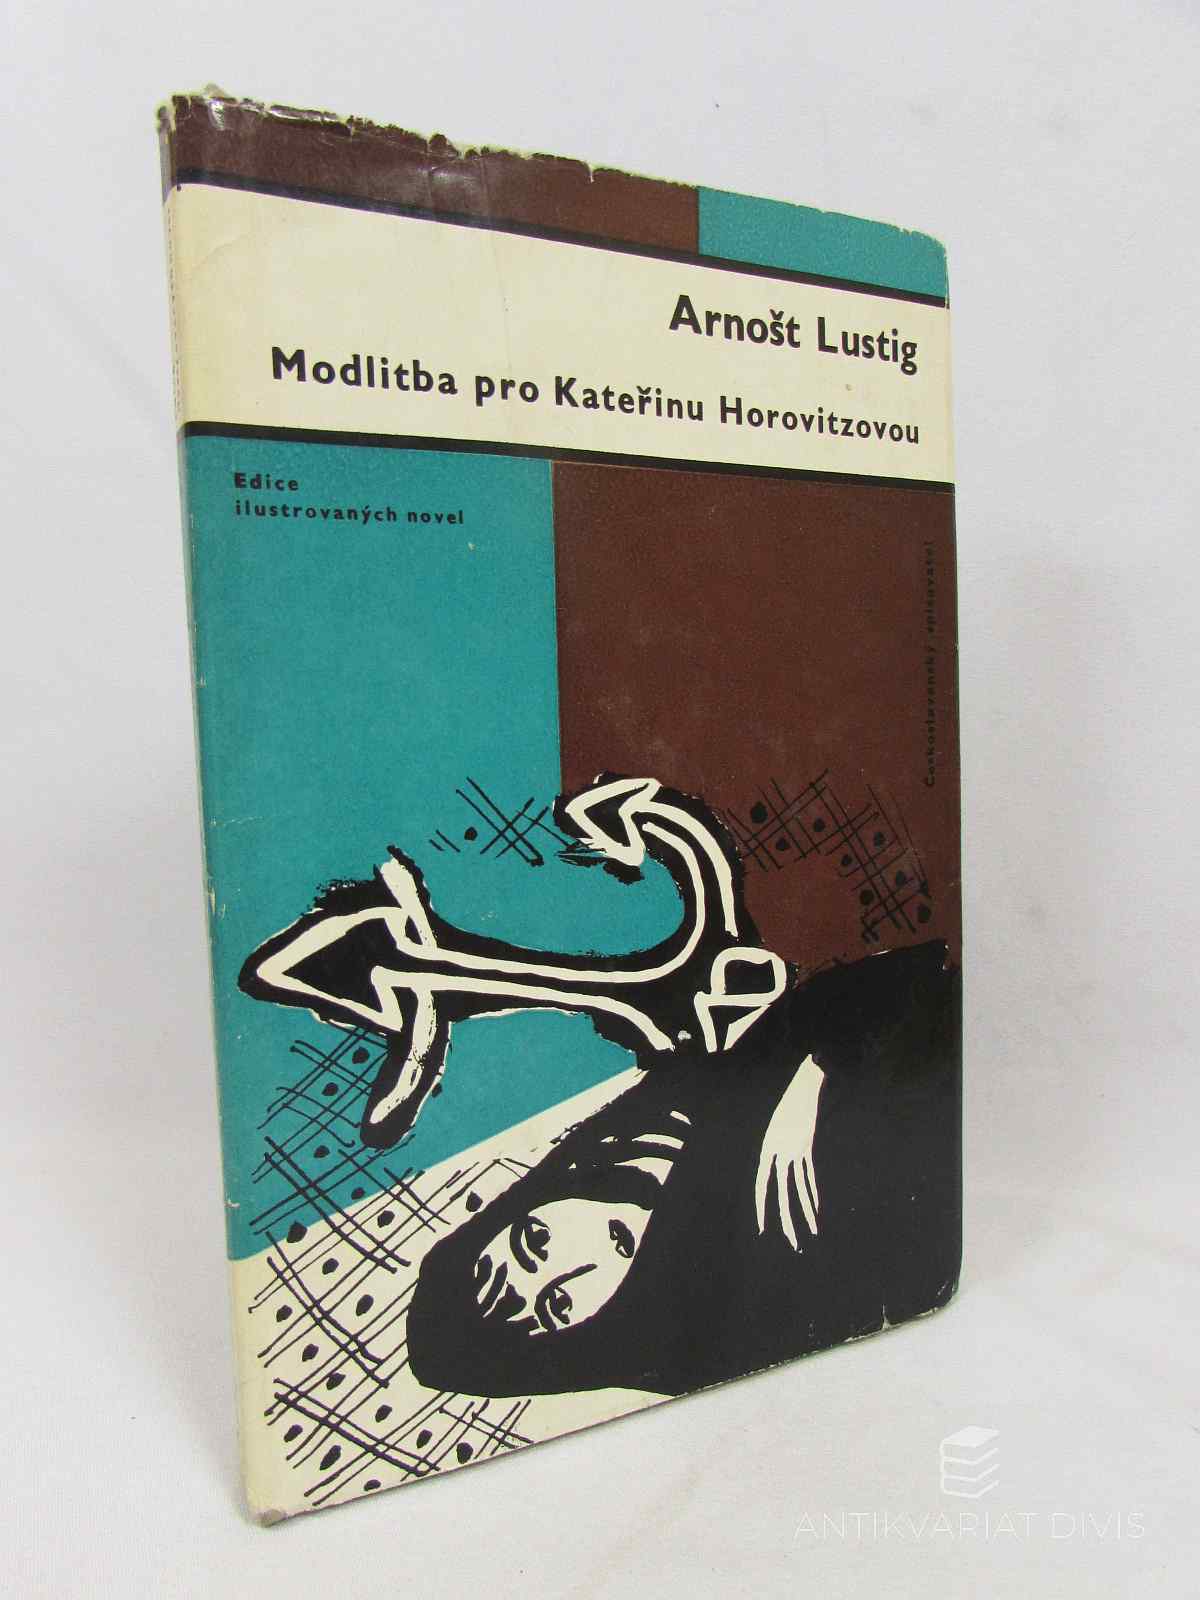 Arnošt Lustig
Modlitba pro Kateřinu Horovitzovou
Edice
ilustrovaných novel
Československý spisovatel
ANTIKVARIAT DIVIS